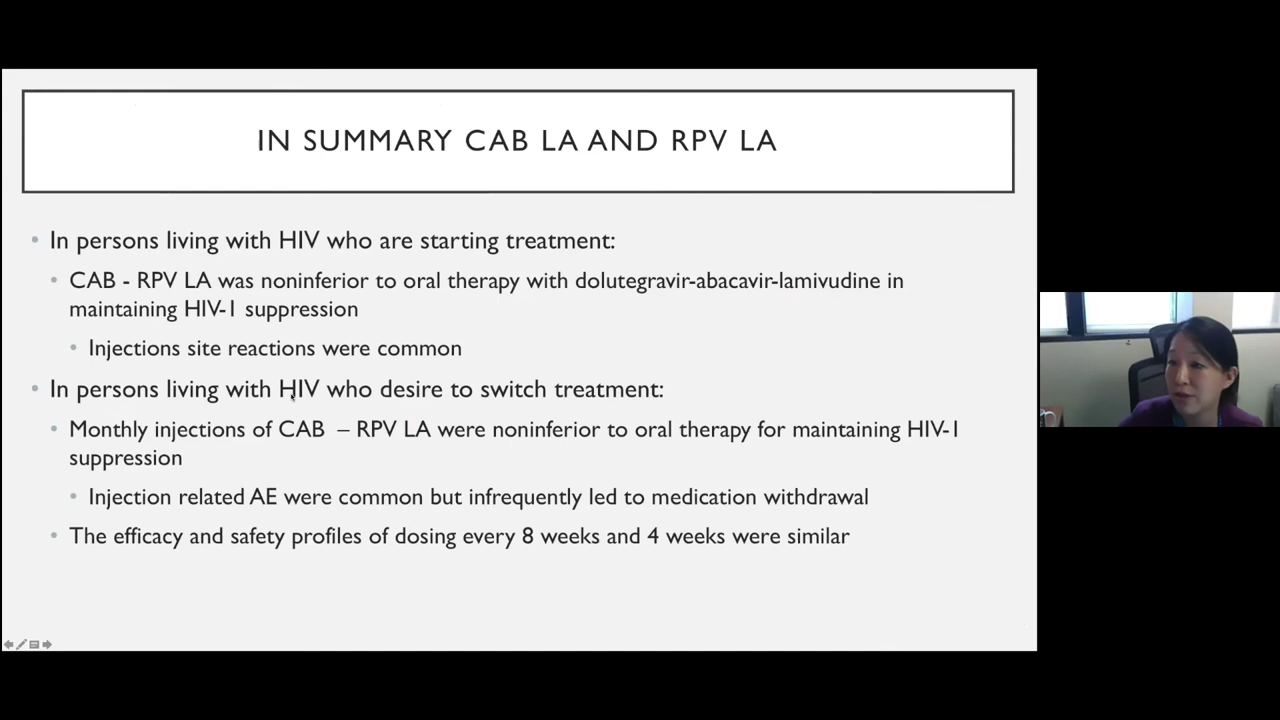 IN SUMMARY CAB LA AND RPV LA
• In persons living with HIV who are starting treatment:
• CAB - RPV LA was noninferior to oral therapy with dolutegravir-abacavir-lamivudine in
maintaining HIV-1 suppression
• Injections site reactions were common
• In persons living with HIV who desire to switch treatment:
• Monthly injections of CAB – RPV LA were noninferior to oral therapy for maintaining HIV-1
suppression
• Injection related AE were common but infrequently led to medication withdrawal
• The efficacy and safety profiles of dosing every 8 weeks and 4 weeks were similar